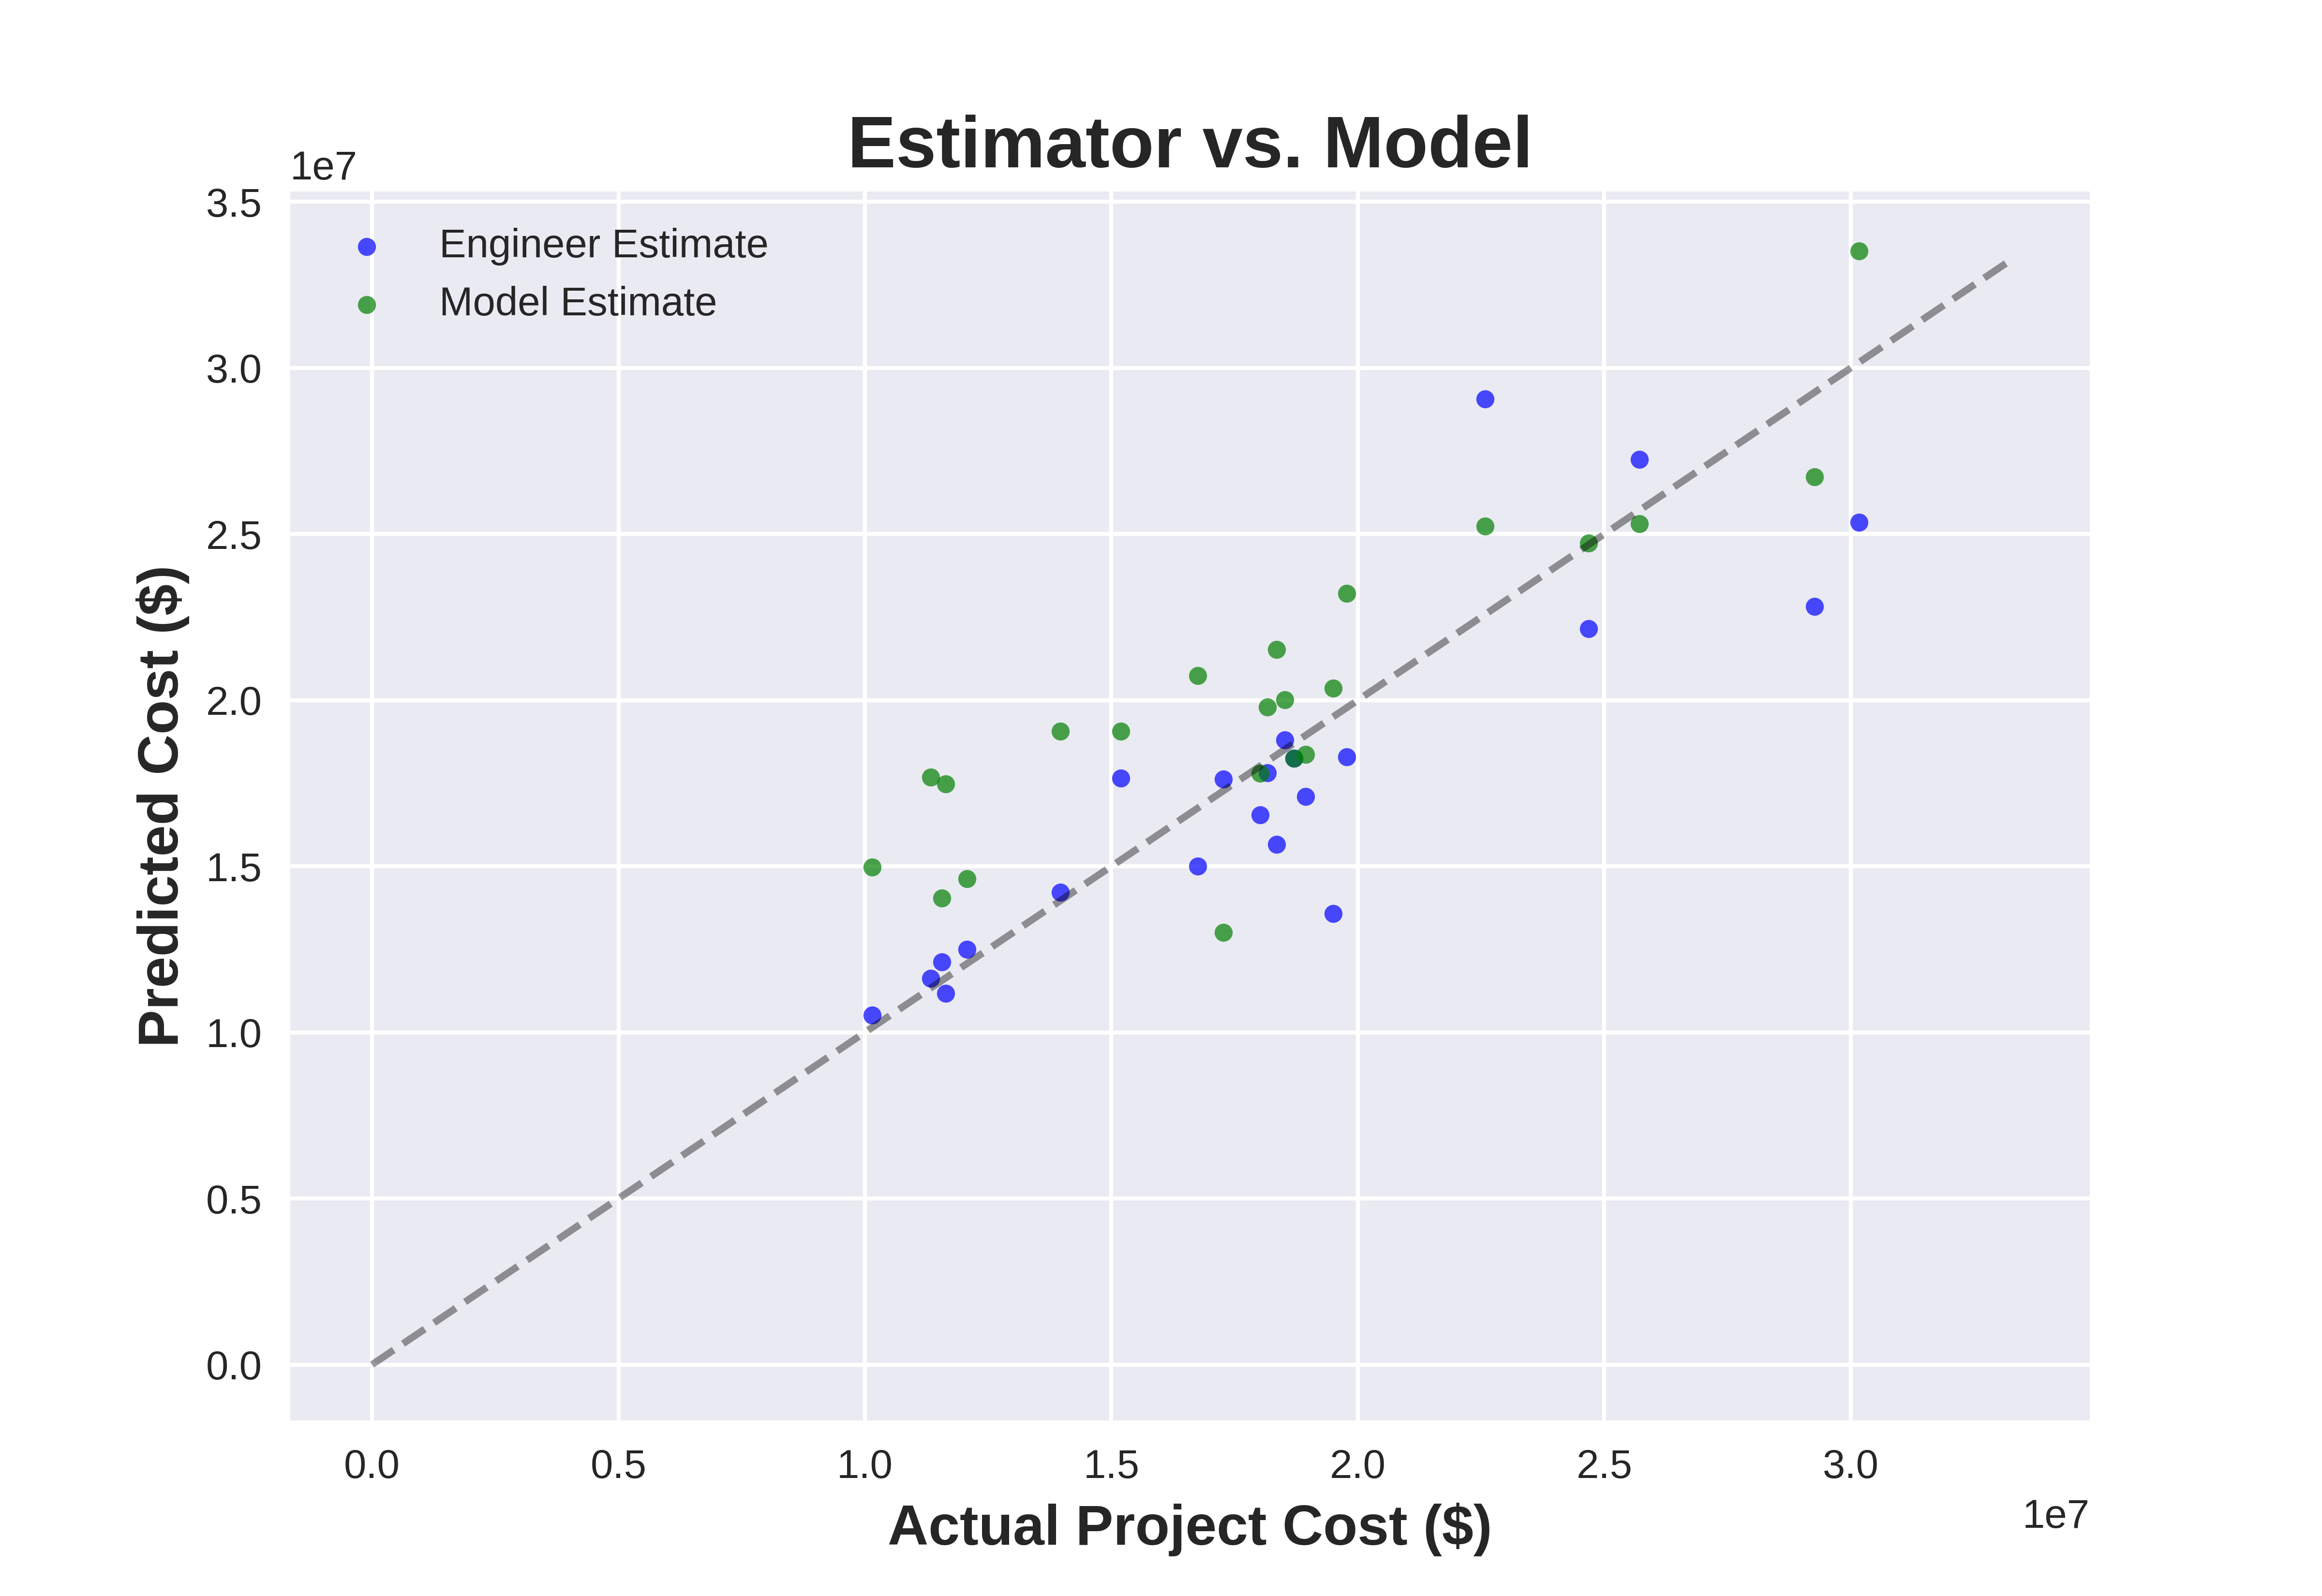 Estimator vs. Model
1e7
3.5
3.0
2.5
2.0
1.5
1.0
0.5
0.0
Engineer Estimate
Model Estimate
Predicted Cost ($)
0.0 0.5 1.0 1.5 2.0 2.5 3.0
1e7
Actual Project Cost ($)